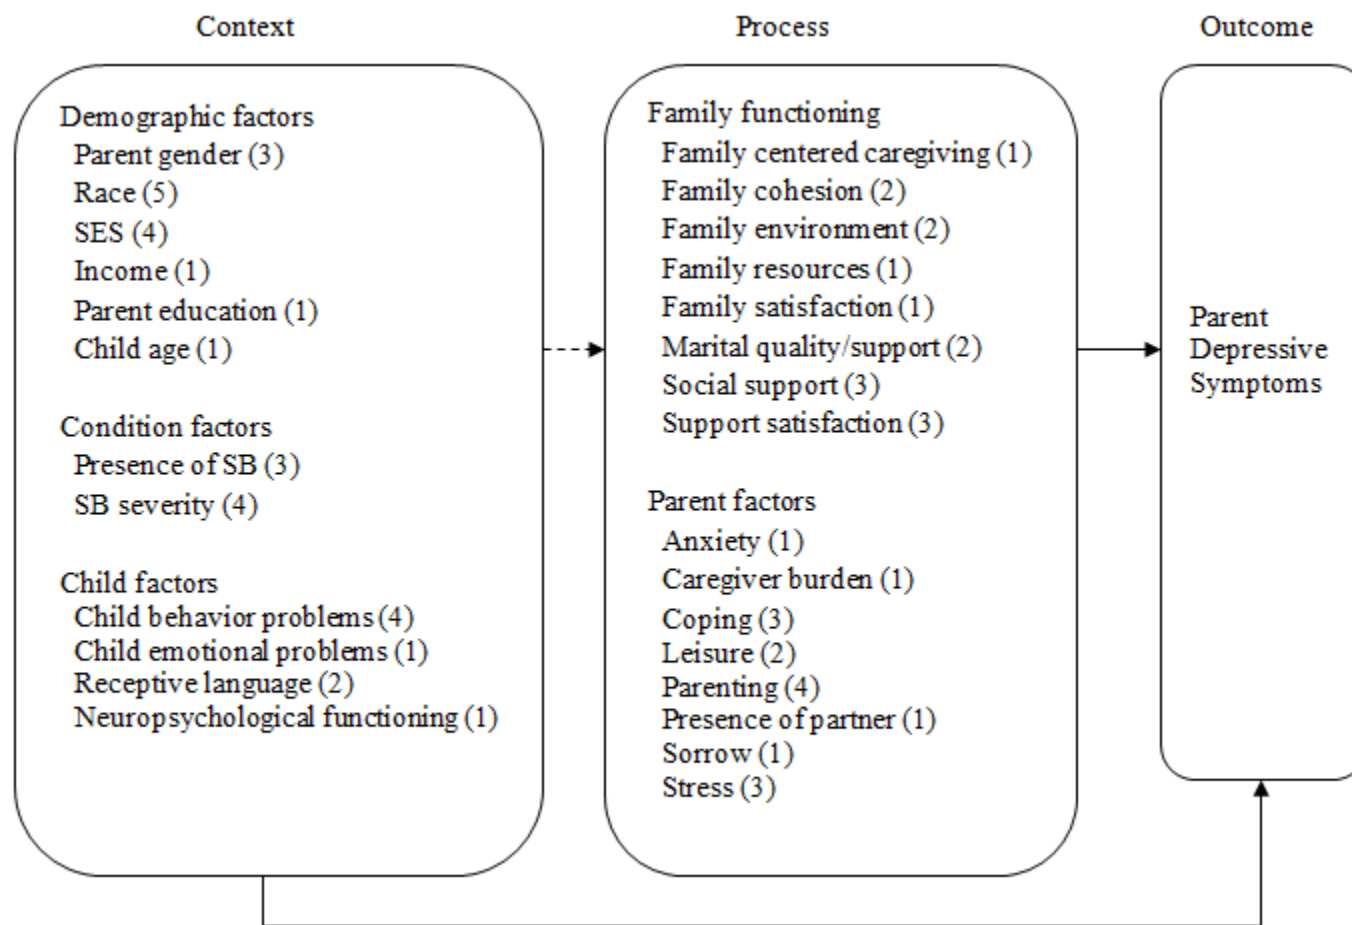 Context
Process
Outcome
Demographic factors
Parent gender (3)
Race (5)
SES (4)
Income (1)
Parent education (1)
Child age (1)
Condition factors
Presence of SB (3)
SB severity (4)
Child factors
Child behavior problems (4)
Child emotional problems (1)
Receptive language (2)
Neuropsychological functioning (1)
Family functioning
Family centered caregiving (1)
Family cohesion (2)
Family environment (2)
Family resources (1)
Family satisfaction (1)
Marital quality/support (2)
Social support (3)
Support satisfaction (3)
Parent factors
Anxiety (1)
Caregiver burden (1)
Coping (3)
Leisure (2)
Parenting (4)
Presence of partner (1)
Sorrow (1)
Stress (3)
Parent
Depressive
Symptoms